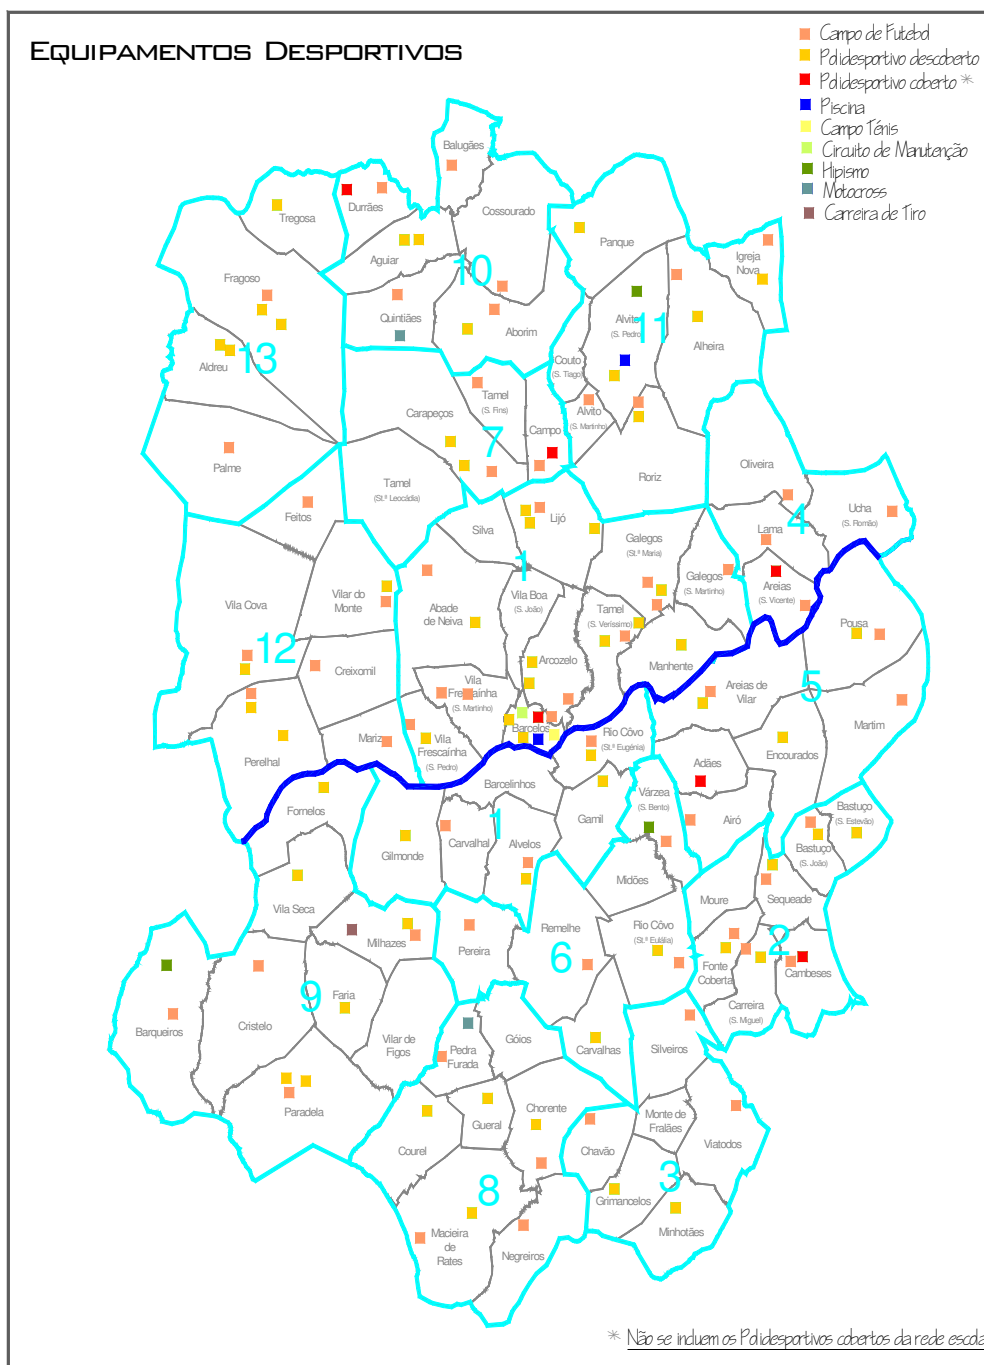 EQUIPAMENTOS DESPORTIVOS
Campo de Futebol
Polidesportivo descoberto
Polidesportivo coberto *
Piscina
Campo Ténis
Circuito de Manutenção
Hipismo
Motocross
Carreira de Tiro
Balugães
Durrães
Tregosa
Cossourado
Panque
Igreja
Nova
Aguiar
10
Fragoso
Quintiães
Aborim
Alvito
(S. Pedro)
11
Alheira
Aldreu
13
Couto
(S. Tiago)
Tamel
(S. Fins)
Carapeços
7
Campo
Alvito
(S. Martinho)
Palme
Tamel
(St.ª Leocádia)
Roriz
Oliveira
Feitos
Silva
Lijó
Galegos
(St.ª Maria)
Lama
4
Ucha
(S. Romão)
1
Vila Cova
Vilar do
Monte
Abade
de Neiva
Vila Boa
(S. João)
Tamel
(S. Veríssimo)
Galegos
(S. Martinho)
Areias
(S. Vicente)
Pousa
12
Creixomil
Arcozelo
Manhente
Vila
Frescaínha
(S. Martinho)
Areias de
Vilar
5
Martim
Perelhal
Mariz
Vila
Frescaínha
(S. Pedro)
Barcelos
Rio Côvo
(St.ª Eugénia)
Encourados
Adães
Fornelos
Barcelinhos
Várzea
(S. Bento)
Bastuço
(S. Estevão)
Gilmonde
Carvalhal
1
Alvelos
Gamil
Airó
Bastuço
(S. João)
Midões
Vila Seca
Moure
Sequeade
Milhazes
Pereira
Remelhe
6
Rio Côvo
(St.ª Eulália)
2
Fonte
Coberta
Cambeses
Barqueiros
Cristelo
9
Faria
Carreira
(S. Miguel)
Vilar de
Figos
Pedra
Furada
Góios
Carvalhas
Silveiros
Paradela
Courel
Gueral
Chorente
Monte de
Fralães
Viatodos
Chavão
3
8
Grimancelos
Macieira
de
Rates
Negreiros
Minhotães
* Não se incluem os Polidesportivos cobertos da rede escola